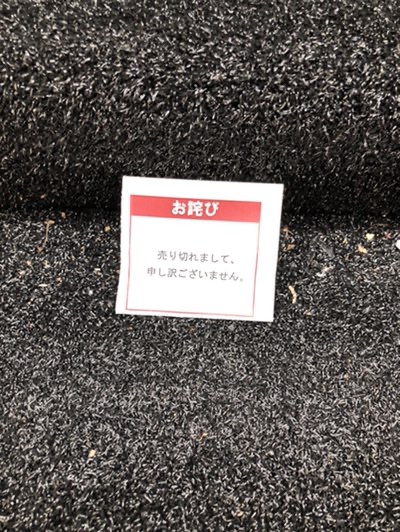 お詫び
売り切れまして、
申し訳ございません。